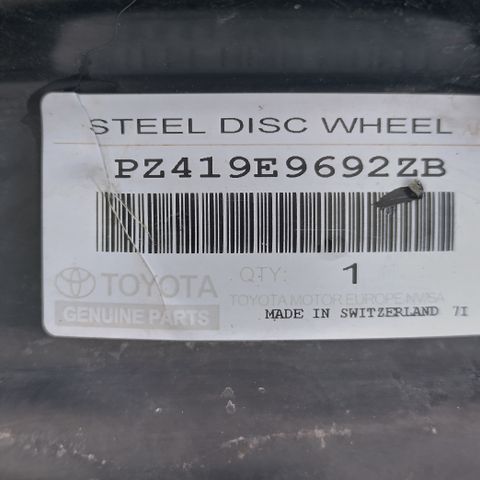 STEEL DISC WHEEL
PZ419E9692ZB
TOYOTA QTY: 1
GENUINE PARTS TOYOTA MOTOR EUROPE NV/SA
MADE IN SWITZERLAND 7I